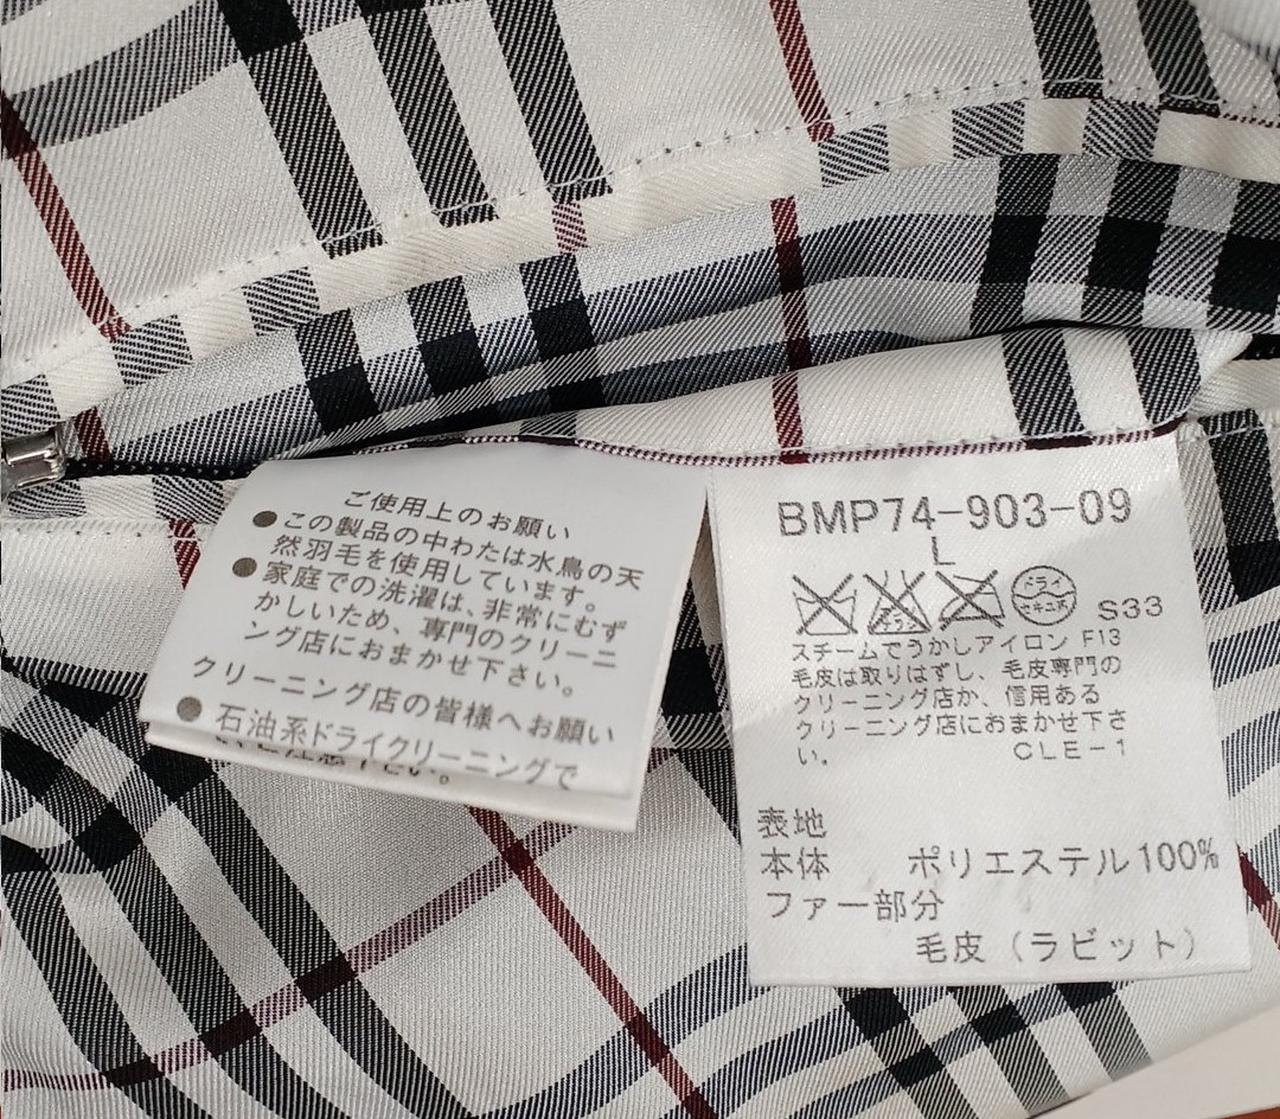 ご使用上のお願い
●この製品の中わたは水鳥の天
然羽毛を使用しています。
●家庭での洗濯は、非常にむず
かしいため、専門のクリーニ
ング店におまかせ下さい。
クリーニング店の皆様へお願い
●石油系ドライクリーニングで
BMP74-903-09
L
ドライ
セキユ系
S33
スチームでうかしアイロン F13
毛皮は取りはずし、毛皮専門の
クリーニング店か、信用ある
クリーニング店におまかせ下さ
い。 CLE-1
表地
本体 ポリエステル100%
ファー部分
毛皮（ラビット）